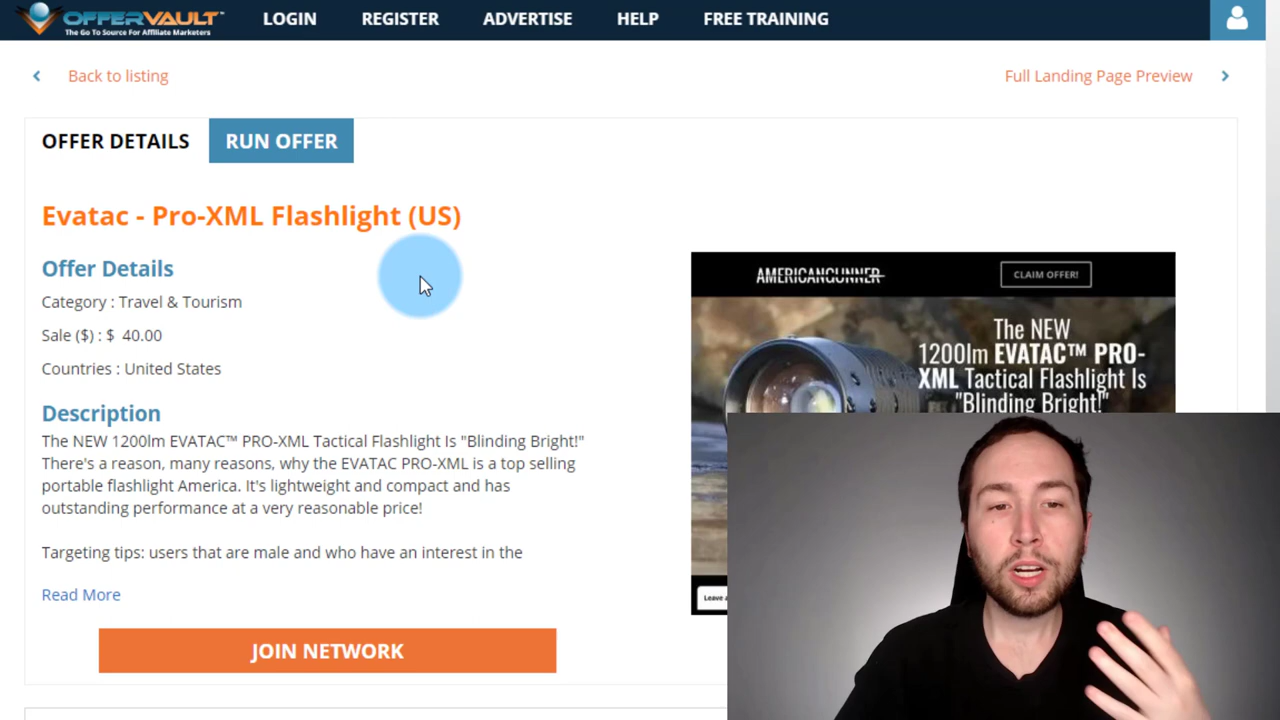 OFFERVAULT™
The Go To Source For Affiliate Marketers
LOGIN
REGISTER
ADVERTISE
HELP
FREE TRAINING
Back to listing
Full Landing Page Preview
OFFER DETAILS
RUN OFFER
Evatac - Pro-XML Flashlight (US)
Offer Details
Category : Travel & Tourism
Sale ($) : $ 40.00
Countries : United States
Description
The NEW 1200lm EVATAC™ PRO-XML Tactical Flashlight Is "Blinding Bright!"
There's a reason, many reasons, why the EVATAC PRO-XML is a top selling
portable flashlight America. It's lightweight and compact and has
outstanding performance at a very reasonable price!
Targeting tips: users that are male and who have an interest in the
Read More
JOIN NETWORK
AMERICANGUNNER
CLAIM OFFER!
The NEW
1200lm EVATAC™ PRO-
XML Tactical Flashlight Is
"Blinding Bright!"
Leave a